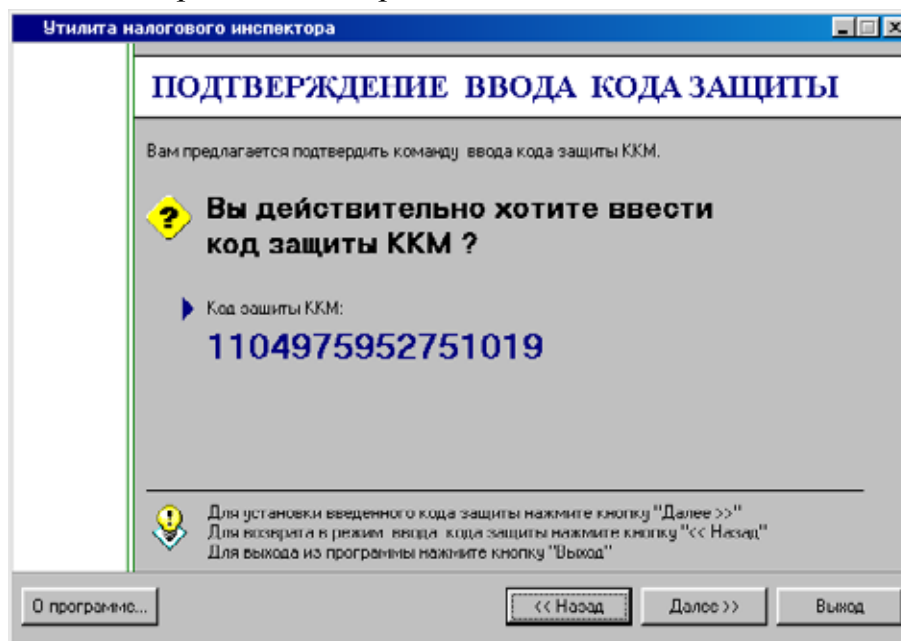 Утилита налогового инспектора
ПОДТВЕРЖДЕНИЕ ВВОДА КОДА ЗАЩИТЫ
Вам предлагается подтвердить команду ввода кода защиты ККМ.
Вы действительно хотите ввести
код защиты ККМ ?
Код защиты ККМ:
1104975952751019
Для установки введенного кода защиты нажмите кнопку "Далее >>"
Для возврата в режим ввода кода защиты нажмите кнопку "<< Назад"
Для выхода из программы нажмите кнопку "Выход"
О программе...
<< Назад
Далее >>
Выход